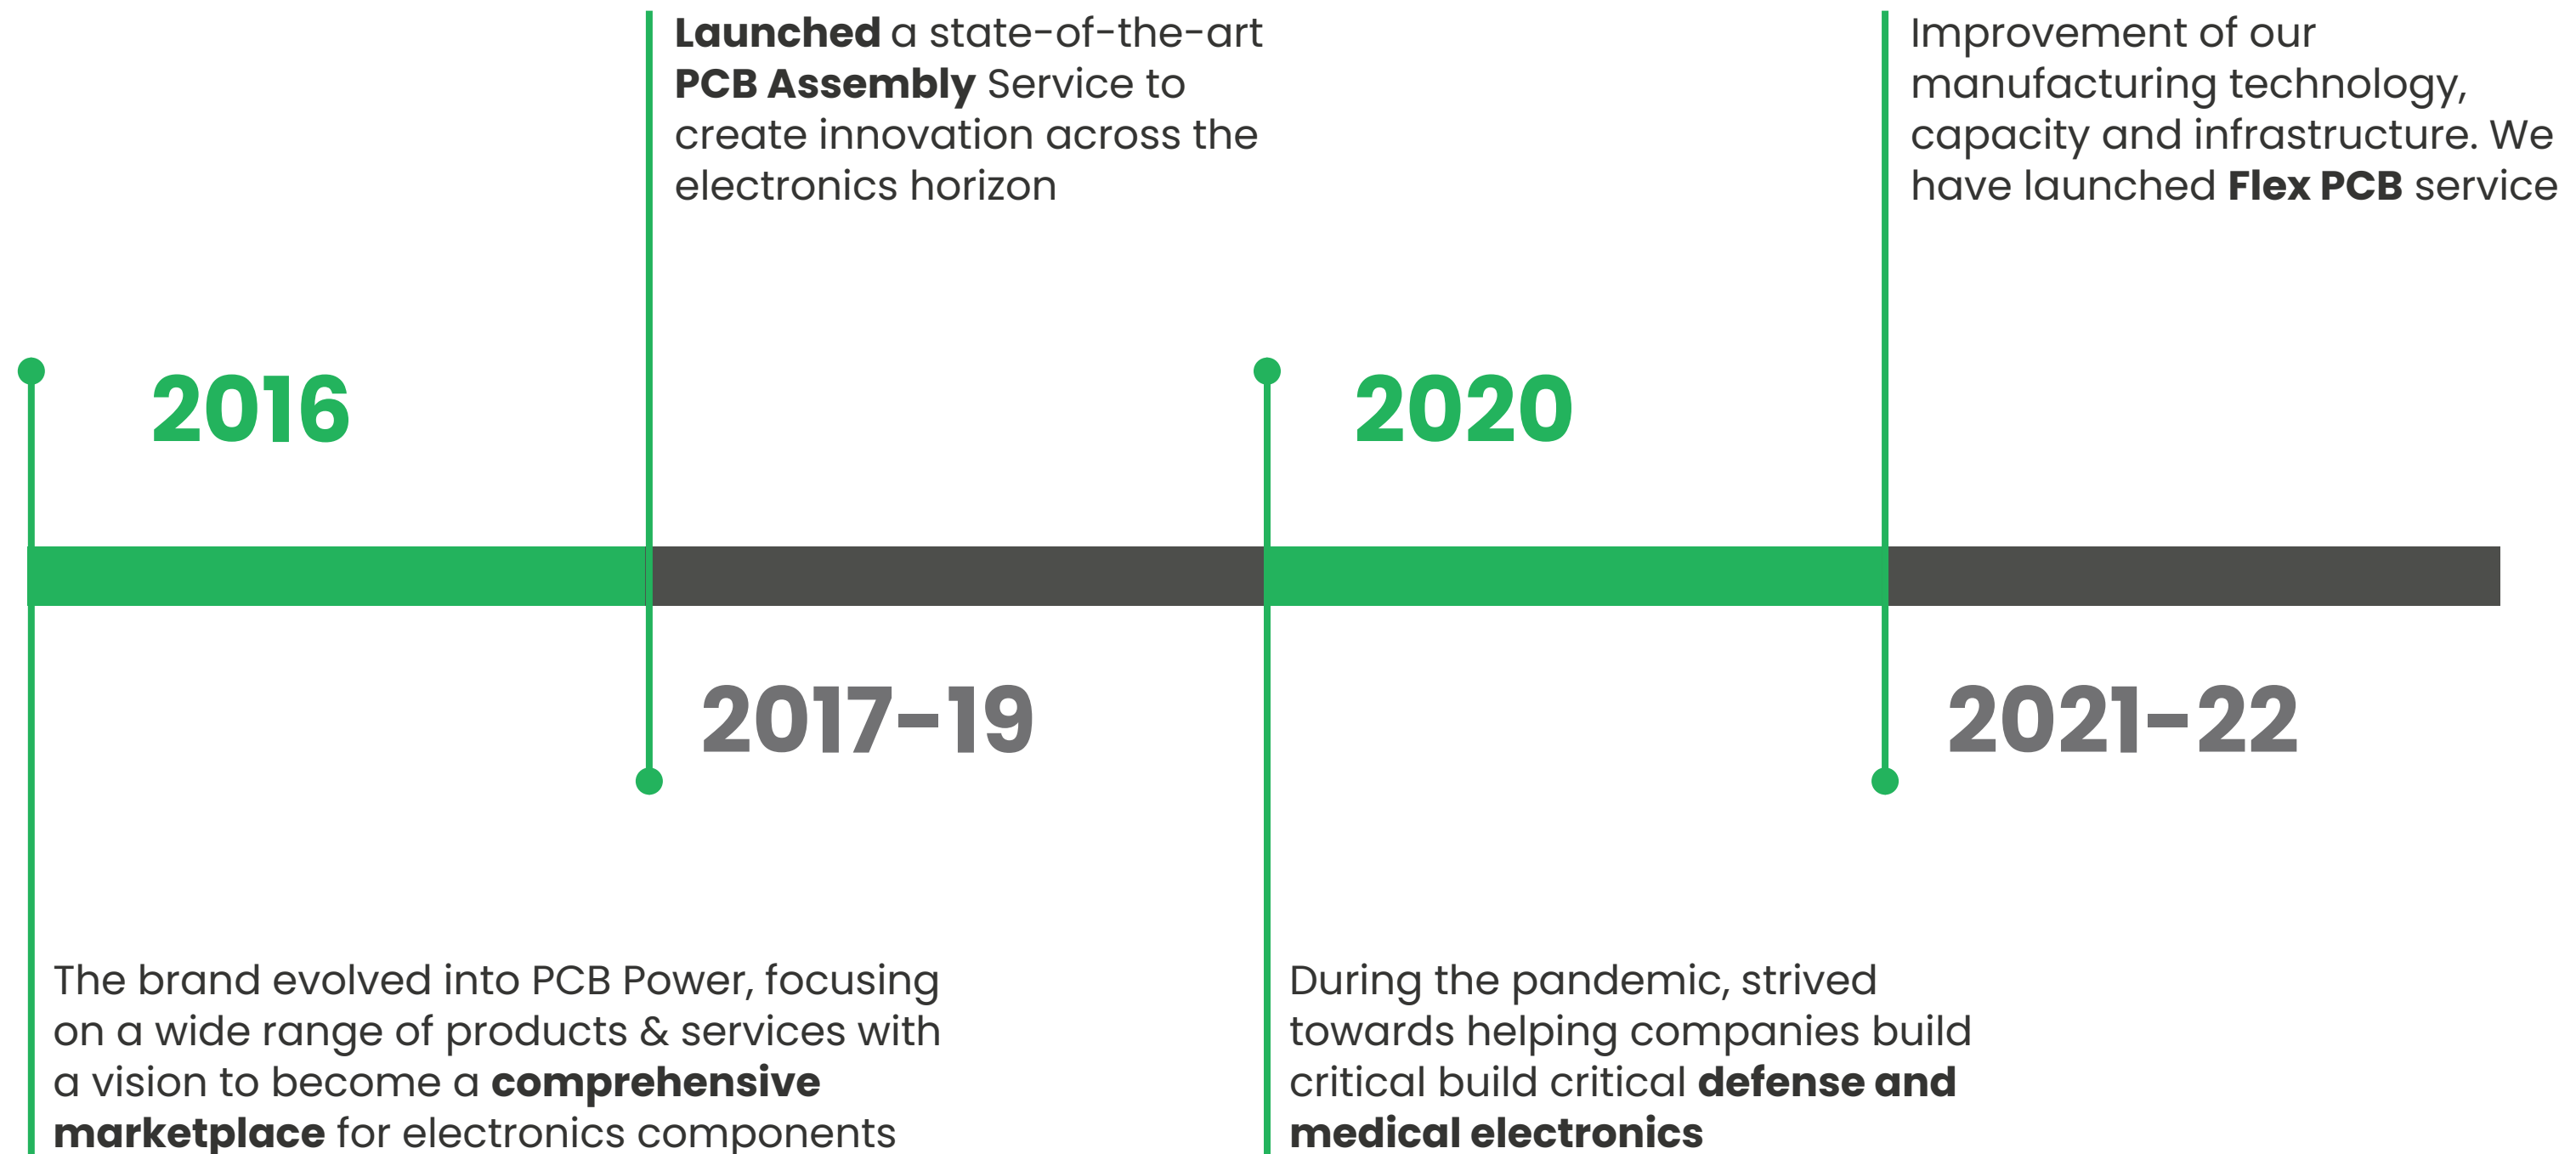 Launched a state-of-the-art
PCB Assembly Service to
create innovation across the
electronics horizon
Improvement of our
manufacturing technology,
capacity and infrastructure. We
have launched Flex PCB service
2016
2020
2017-19
2021-22
The brand evolved into PCB Power, focusing
on a wide range of products & services with
a vision to become a comprehensive
marketplace for electronics components
During the pandemic, strived
towards helping companies build
critical build critical defense and
medical electronics